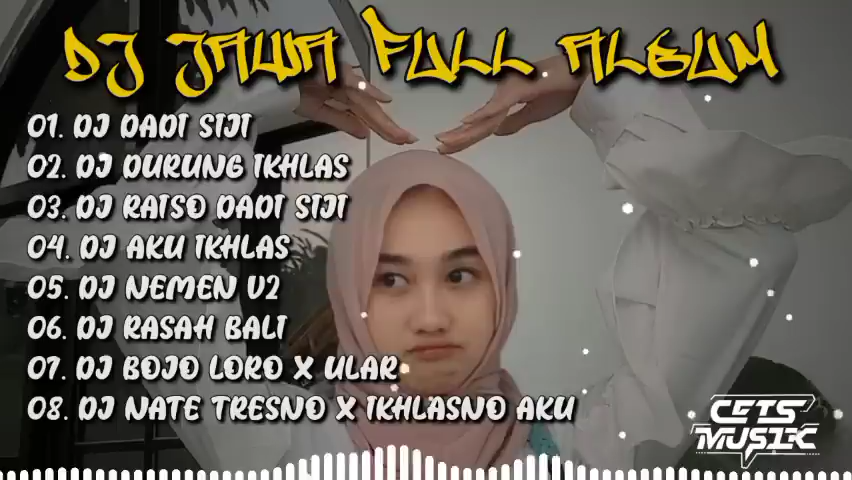 DJ JAWA FULL ALBUM
01. DJ DADI SIJI
02. DJ DURUNG IKHLAS
03. DJ RAISO DADI SIJI
04. DJ AKU IKHLAS
05. DJ NEMEN V2
06. DJ RASAH BALI
07. DJ BOJO LORO X ULAR
08. DJ NATE TRESNO X IKHLASNO AKU
CETS
MUSIC